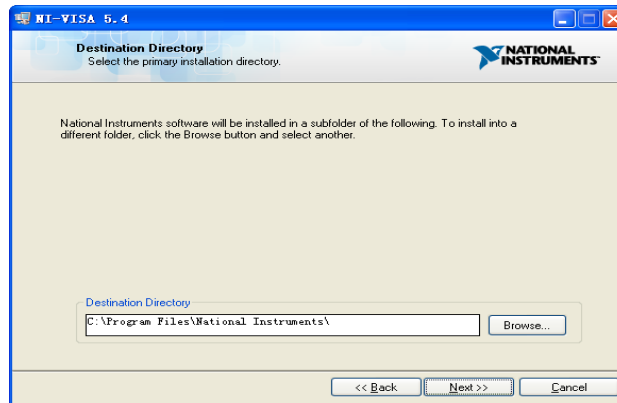 NI-VISA 5.4
Destination Directory
Select the primary installation directory.
NATIONAL
INSTRUMENTS
National Instruments software will be installed in a subfolder of the following. To install into a
different folder, click the Browse button and select another.
Destination Directory
C:\Program Files\National Instruments\
Browse...
<< Back
Next >>
Cancel